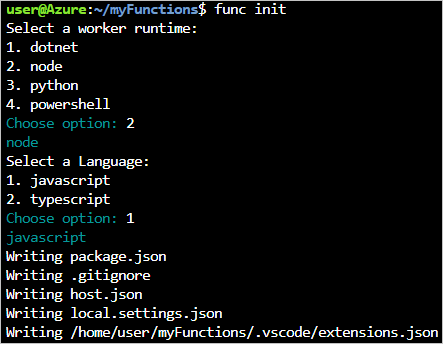 user@Azure:~/myFunctions$ func init
Select a worker runtime:
1. dotnet
2. node
3. python
4. powershell
Choose option: 2
node
Select a Language:
1. javascript
2. typescript
Choose option: 1
javascript
Writing package.json
Writing .gitignore
Writing host.json
Writing local.settings.json
Writing /home/user/myFunctions/.vscode/extensions.json